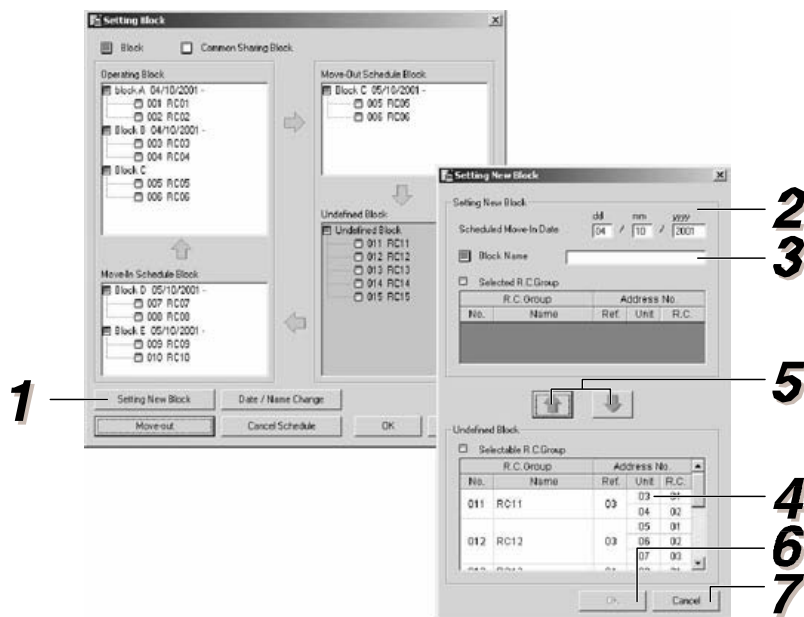 Setting Block
Block
Common Sharing Block
Operating Block
block A 04/10/2001 -
001 RC01
002 RC02
Block B 04/10/2001 -
003 RC03
004 RC04
Block C
005 RC05
006 RC06
Move-Out Schedule Block
Block C 05/10/2001 -
005 RC05
006 RC06
Undefined Block
Undefined Block
011 RC11
012 RC12
013 RC13
014 RC14
015 RC15
Move-In Schedule Block
Block D 05/10/2001 -
007 RC07
008 RC08
Block E 05/10/2001 -
009 RC09
010 RC10
1
Setting New Block
Date / Name Change
Move-out
Cancel Schedule
OK
Setting New Block
Setting New Block
dd mm yyyy
Scheduled Move-In Date 04 / 10 / 2001
2
Block Name
3
Selected R.C.Group
R.C. Group Address No.
No. Name Ref. Unit R.C.
5
Undefined Block
Selectable R.C.Group
R.C. Group Address No.
No. Name Ref. Unit R.C.
011 RC11 03 03 01
04 02
4
012 RC12 03 05 01
06 02
07 03
6
Cancel
7